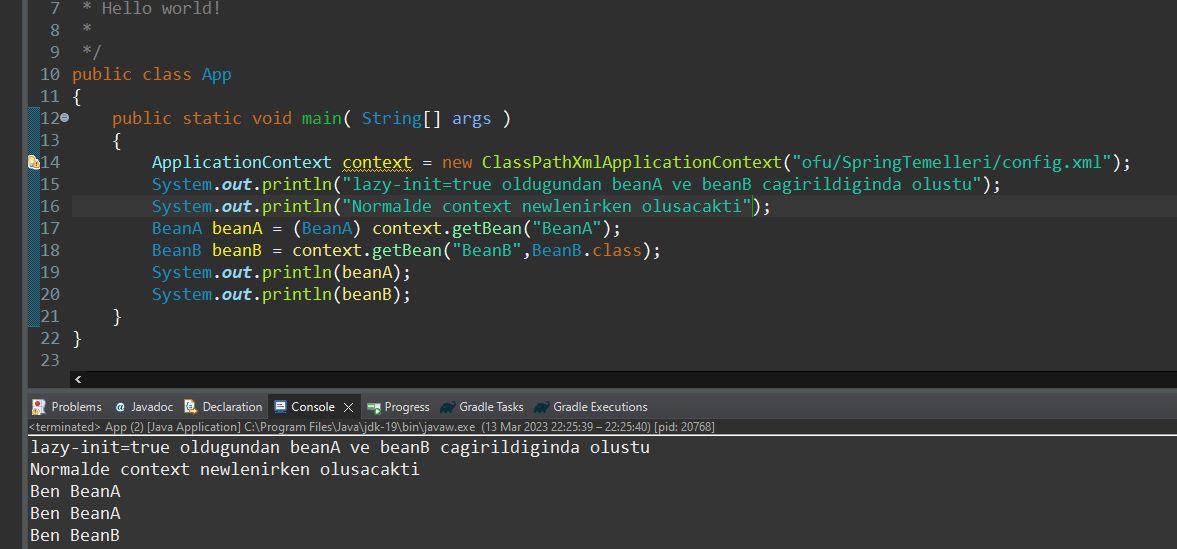 7 * Hello world!
8 *
9 */
10 public class App
11 {
12 public static void main( String[] args )
13 {
14 ApplicationContext context = new ClassPathXmlApplicationContext("ofu/SpringTemelleri/config.xml");
15 System.out.println("lazy-init=true oldugundan beanA ve beanB cagirildiginda olustu");
16 System.out.println("Normalde context newlenirken olusacakti");
17 BeanA beanA = (BeanA) context.getBean("BeanA");
18 BeanB beanB = context.getBean("BeanB",BeanB.class);
19 System.out.println(beanA);
20 System.out.println(beanB);
21 }
22 }
23
Problems Javadoc Declaration Console Progress Gradle Tasks Gradle Executions
<terminated> App (2) [Java Application] C:\Program Files\Java\jdk-19\bin\javaw.exe (13 Mar 2023 22:25:39 – 22:25:40) [pid: 20768]
lazy-init=true oldugundan beanA ve beanB cagirildiginda olustu
Normalde context newlenirken olusacakti
Ben BeanA
Ben BeanA
Ben BeanB